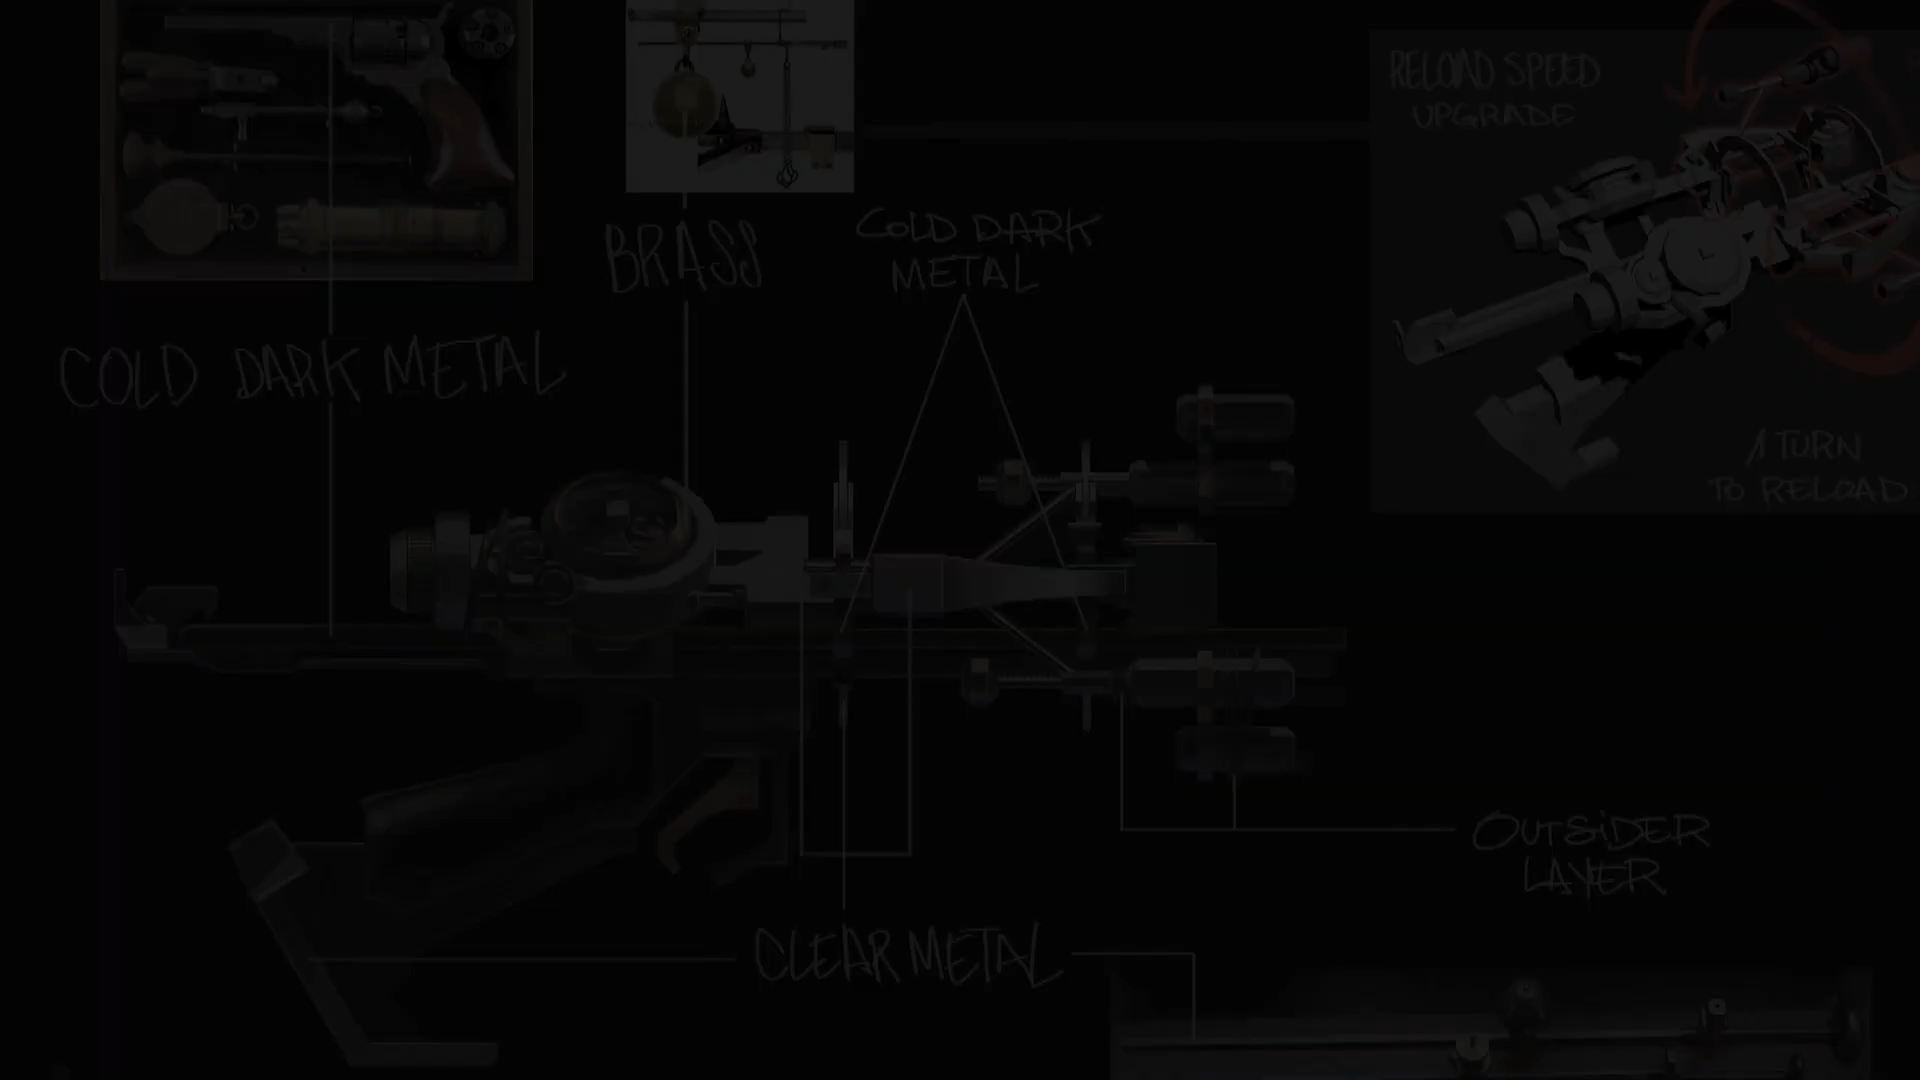 RELOAD SPEED
UPGRADE
BRASS
COLD DARK
METAL
COLD DARK METAL
1 TURN
TO RELOAD
OUTSIDER
LAYER
CLEAR METAL